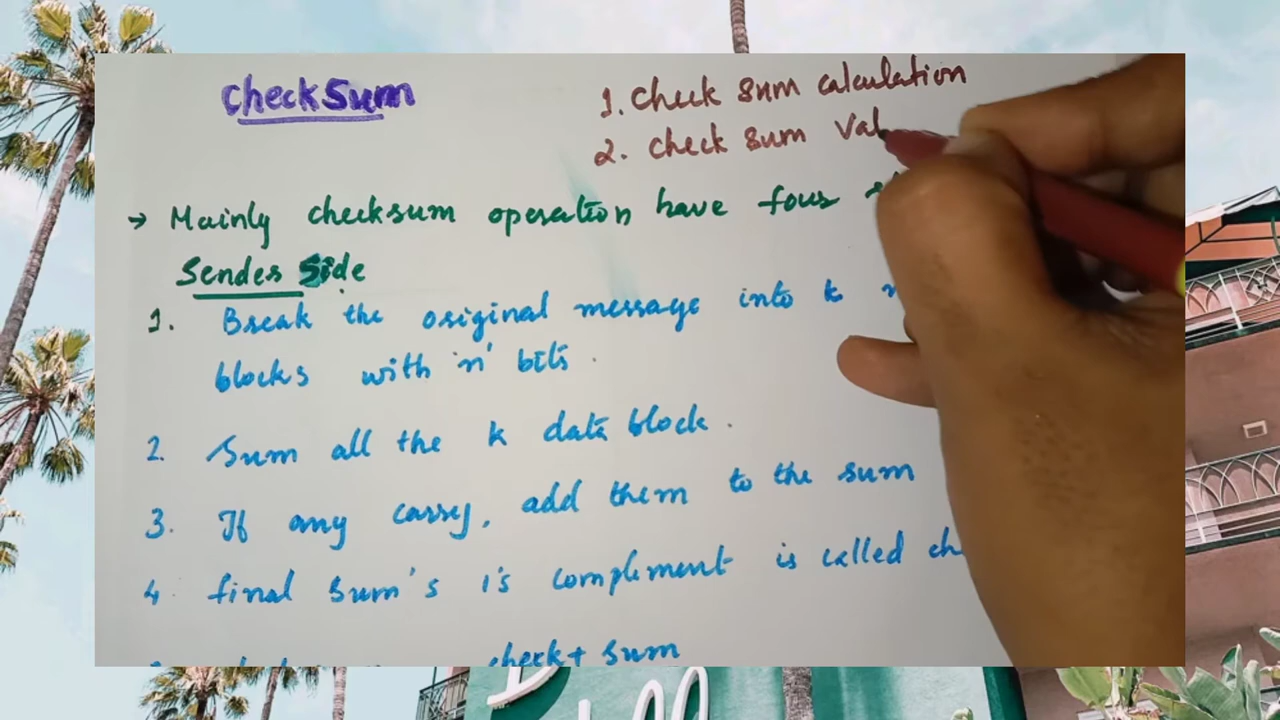 CheckSum
1. Check sum calculation
2. Check sum Val
→ Mainly checksum operation have four
Sender Side
1. Break the original message into k
blocks with 'n' bits.
2. Sum all the k data block.
3. If any carry, add them to the sum
4. final sum's 1's complement is called ch
check+ sum